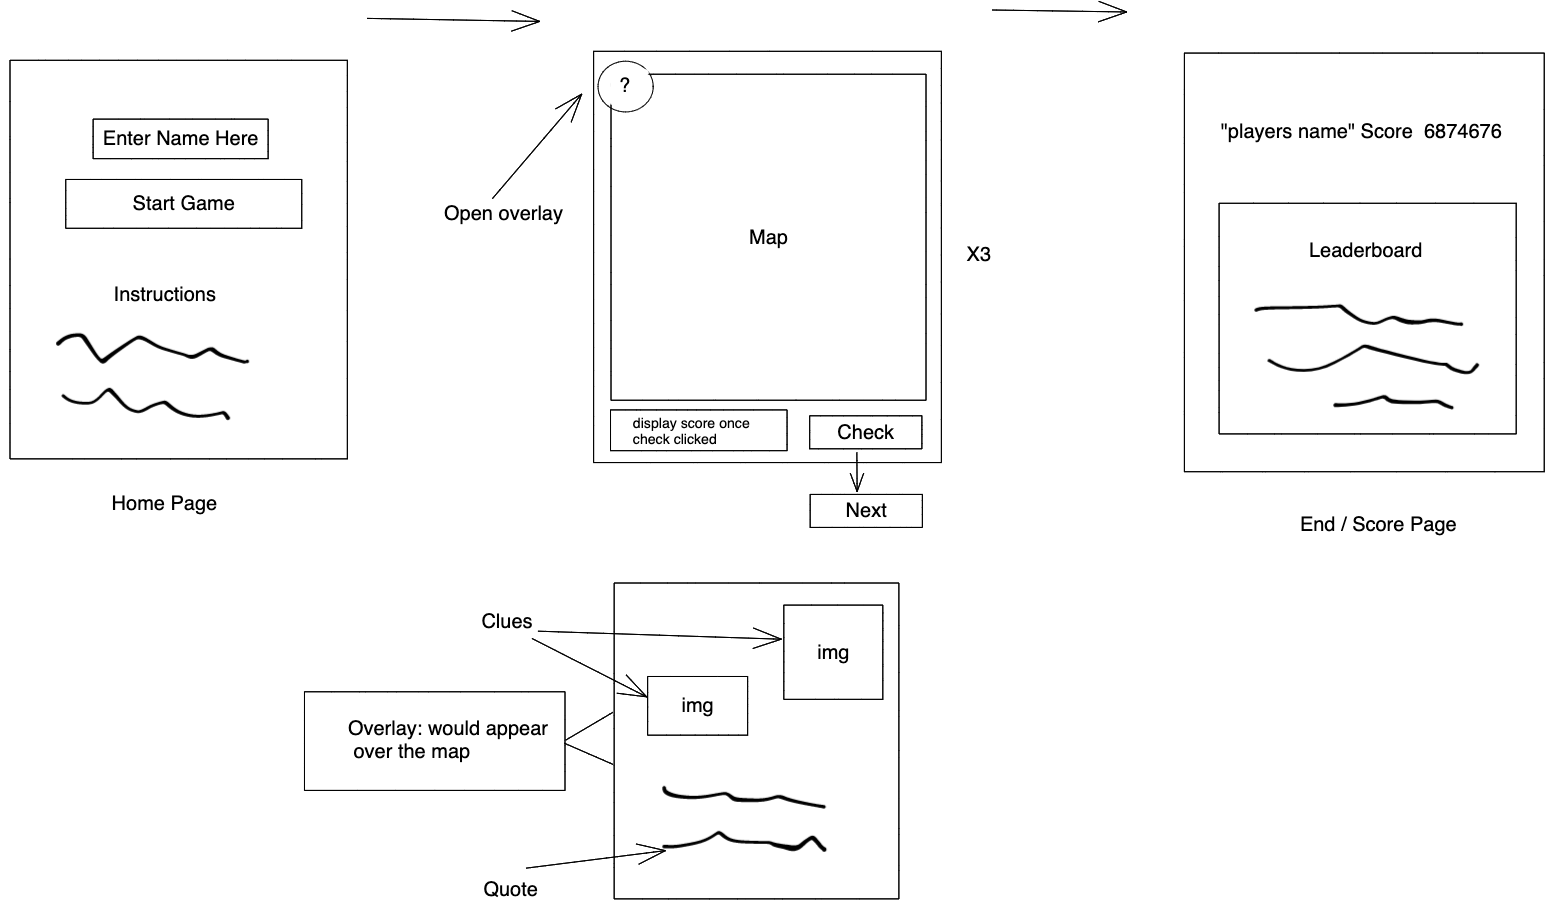 Enter Name Here
Start Game
Instructions
Home Page
Open overlay
?
Map
display score once
check clicked
Check
Next
X3
"players name" Score  6874676
Leaderboard
End / Score Page
Clues
img
img
Overlay: would appear
over the map
Quote